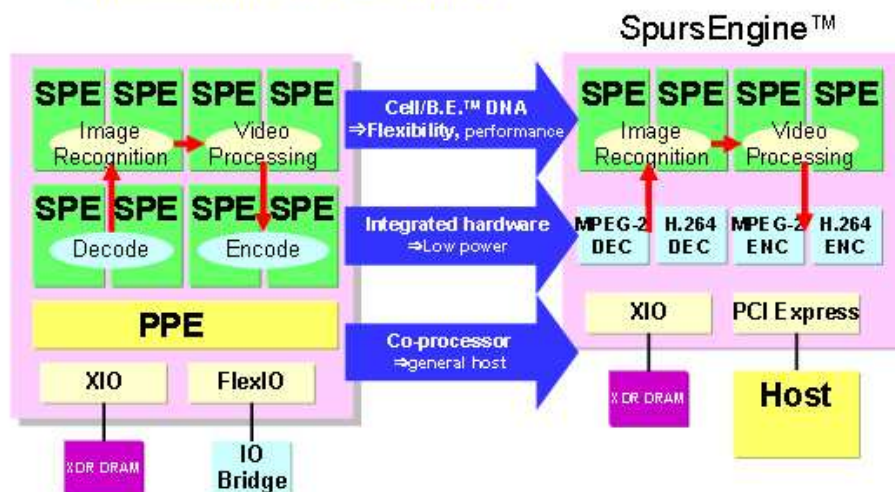 SpursEngine™
SPE SPE SPE SPE
Image Recognition
Video Processing
SPE SPE SPE SPE
Decode
Encode
PPE
XIO
FlexIO
XDR DRAM
IO Bridge
Cell/B.E.™ DNA
⇒Flexibility, performance
Integrated hardware
⇒Low power
Co-processor
⇒general host
SPE SPE SPE SPE
Image Recognition
Video Processing
MPEG-2 DEC
H.264 DEC
MPEG-2 ENC
H.264 ENC
XIO
PCI Express
XDR DRAM
Host